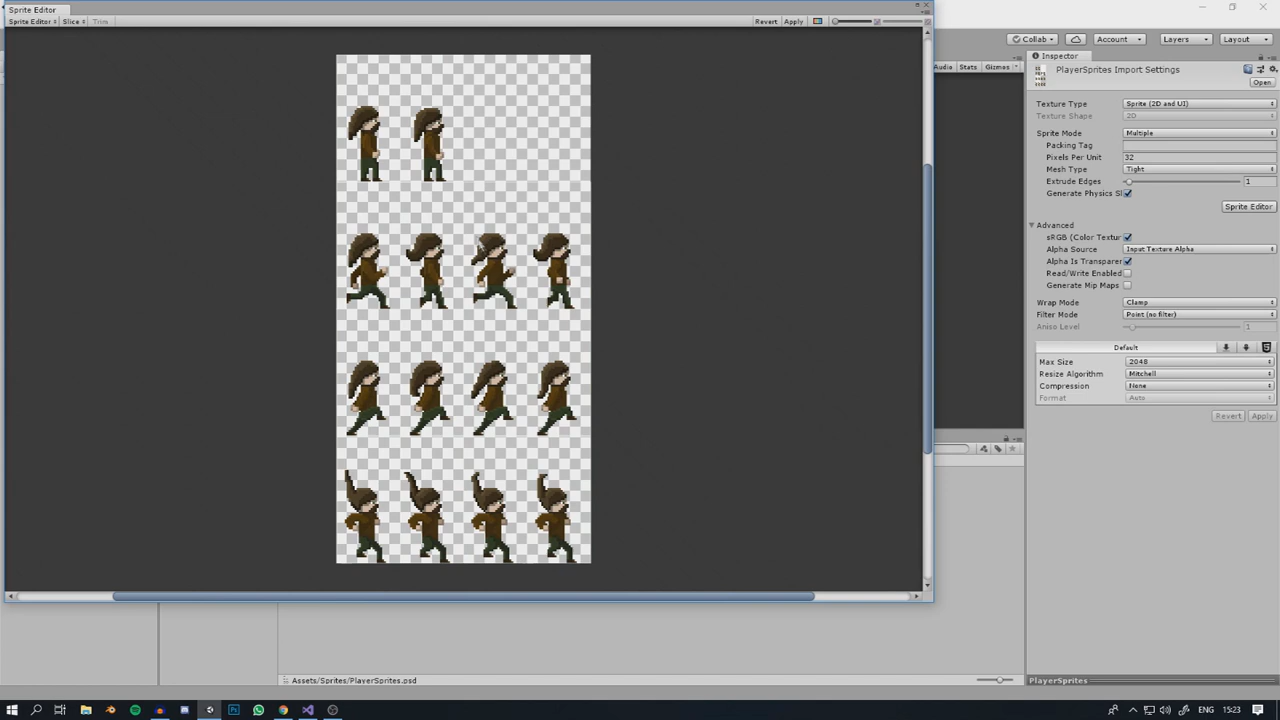 Sprite Editor
Sprite Editor Slice Trim Revert Apply
Collab Account Layers Layout
Audio Stats Gizmos
Inspector
PlayerSprites Import Settings
Open
Texture Type Sprite (2D and UI)
Texture Shape 2D
Sprite Mode Multiple
Packing Tag
Pixels Per Unit 32
Mesh Type Tight
Extrude Edges 1
Generate Physics Sl
Sprite Editor
Advanced
sRGB (Color Textur
Alpha Source Input Texture Alpha
Alpha Is Transparer
Read/Write Enabled
Generate Mip Maps
Wrap Mode Clamp
Filter Mode Point (no filter)
Aniso Level 1
Default
Max Size 2048
Resize Algorithm Mitchell
Compression None
Format Auto
Revert Apply
Assets/Sprites/PlayerSprites.psd
PlayerSprites
ENG 15:23